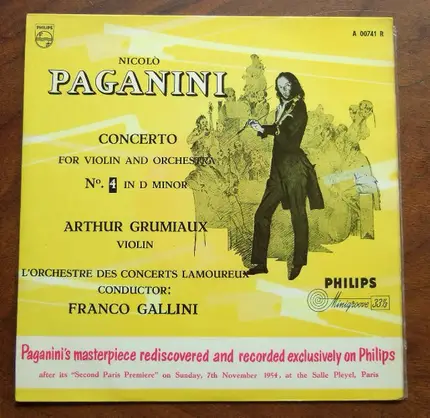 PHILIPS
A 00741 R
NICOLÒ
PAGANINI
CONCERTO
FOR VIOLIN AND ORCHESTRA
No. 4 IN D MINOR
ARTHUR GRUMIAUX
VIOLIN
L'ORCHESTRE DES CONCERTS LAMOUREUX
CONDUCTOR:
FRANCO GALLINI
PHILIPS
Minigroove 33⅓
Paganini's masterpiece rediscovered and recorded exclusively on Philips
after its "Second Paris Premiere" on Sunday, 7th November 1954, at the Salle Pleyel, Paris